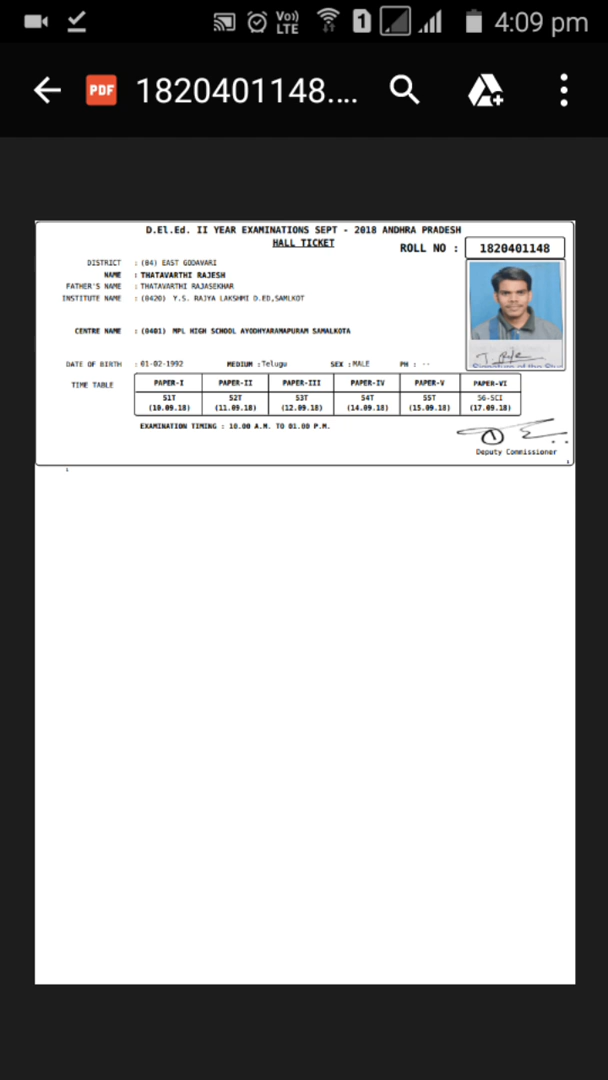 Vo)) LTE 1 4:09 pm
PDF 1820401148....
D.El.Ed. II YEAR EXAMINATIONS SEPT - 2018 ANDHRA PRADESH
HALL TICKET
ROLL NO : 1820401148
DISTRICT : (04) EAST GODAVARI
NAME : THATAVARTHI RAJESH
FATHER'S NAME : THATAVARTHI RAJASEKHAR
INSTITUTE NAME : (0420) Y.S. RAJYA LAKSHMI D.ED,SAMLKOT
CENTRE NAME : (0401) MPL HIGH SCHOOL AYODHYARAMAPURAM SAMALKOTA
DATE OF BIRTH : 01-02-1992 MEDIUM :Telugu SEX :MALE PH : --
TIME TABLE PAPER-I PAPER-II PAPER-III PAPER-IV PAPER-V PAPER-VI
S1T S2T S3T S4T S5T S6-SCI
(10.09.18) (11.09.18) (12.09.18) (14.09.18) (15.09.18) (17.09.18)
EXAMINATION TIMING : 10.00 A.M. TO 01.00 P.M.
Deputy Commissioner